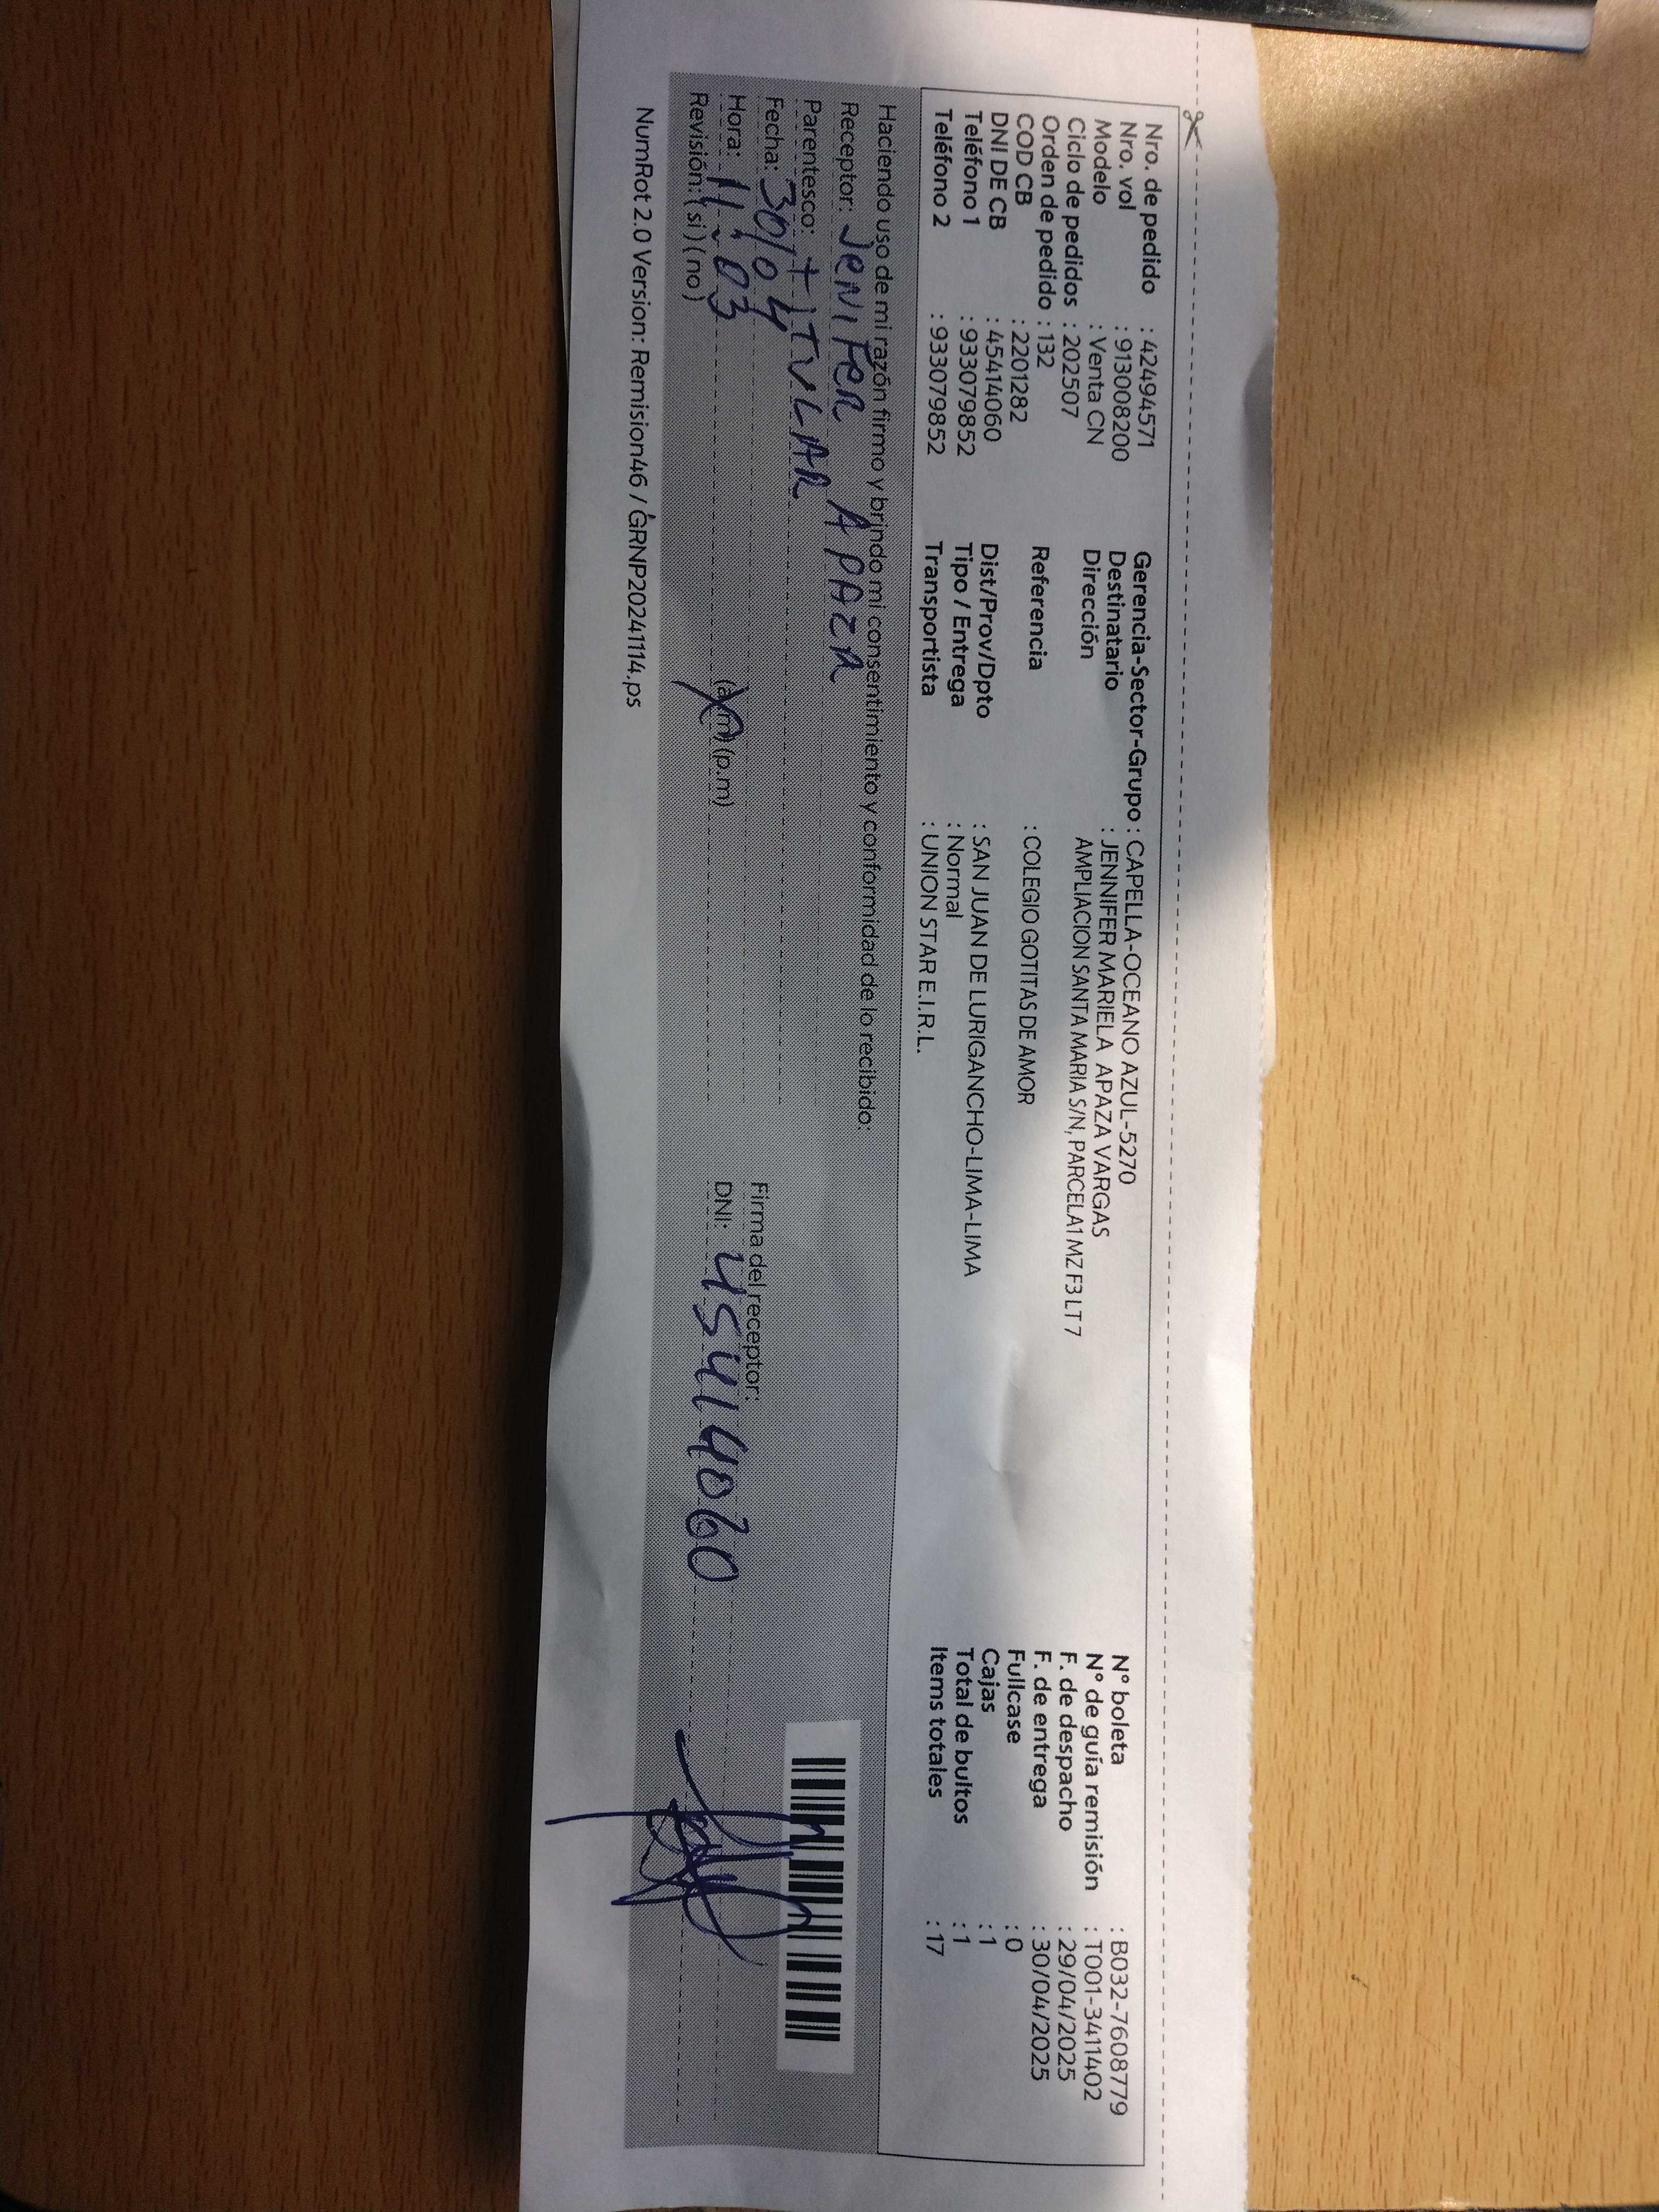 Nro. de pedido : 42494571
Nro. vol : 913008200
Modelo : Venta CN
Ciclo de pedidos : 202507
Orden de pedido : 132
COD CB : 2201282
DNI DE CB : 45414060
Teléfono 1 : 933079852
Teléfono 2 : 933079852
Gerencia-Sector-Grupo : CAPELLA-OCEANO AZUL-5270
Destinatario : JENNIFER MARIELA APAZA VARGAS
Dirección AMPLIACION SANTA MARIA S/N, PARCELA1 MZ F3 LT 7
Referencia : COLEGIO GOTITAS DE AMOR
Dist/Prov/Dpto : SAN JUAN DE LURIGANCHO-LIMA-LIMA
Tipo / Entrega : Normal
Transportista : UNION STAR E.I.R.L.
N° boleta : B032-7608779
N° de guía remisión : T001-3411402
F. de despacho : 29/04/2025
F. de entrega : 30/04/2025
Fullcase : 0
Cajas : 1
Total de bultos : 1
Items totales : 17
Haciendo uso de mi razón firmo y brindo mi consentimiento y conformidad de lo recibido:
Receptor: JENIFER APAZA
Parentesco: TITULAR
Fecha: 30/04
Hora: 11:03 (a.m) (p.m)
Revisión: (si) (no)
Firma del receptor:
DNI: 45414060
NumRot 2.0 Version: Remision46 / GRNP20241114.ps